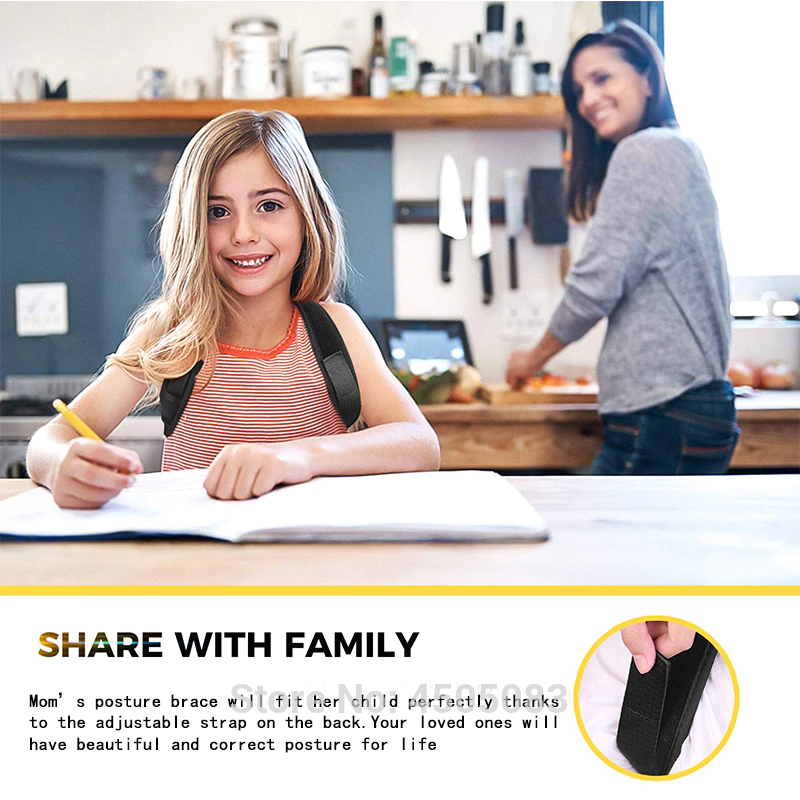 SHARE WITH FAMILY
Mom's posture brace will fit her child perfectly thanks
to the adjustable strap on the back.Your loved ones will
have beautiful and correct posture for life
Store No: 4505083